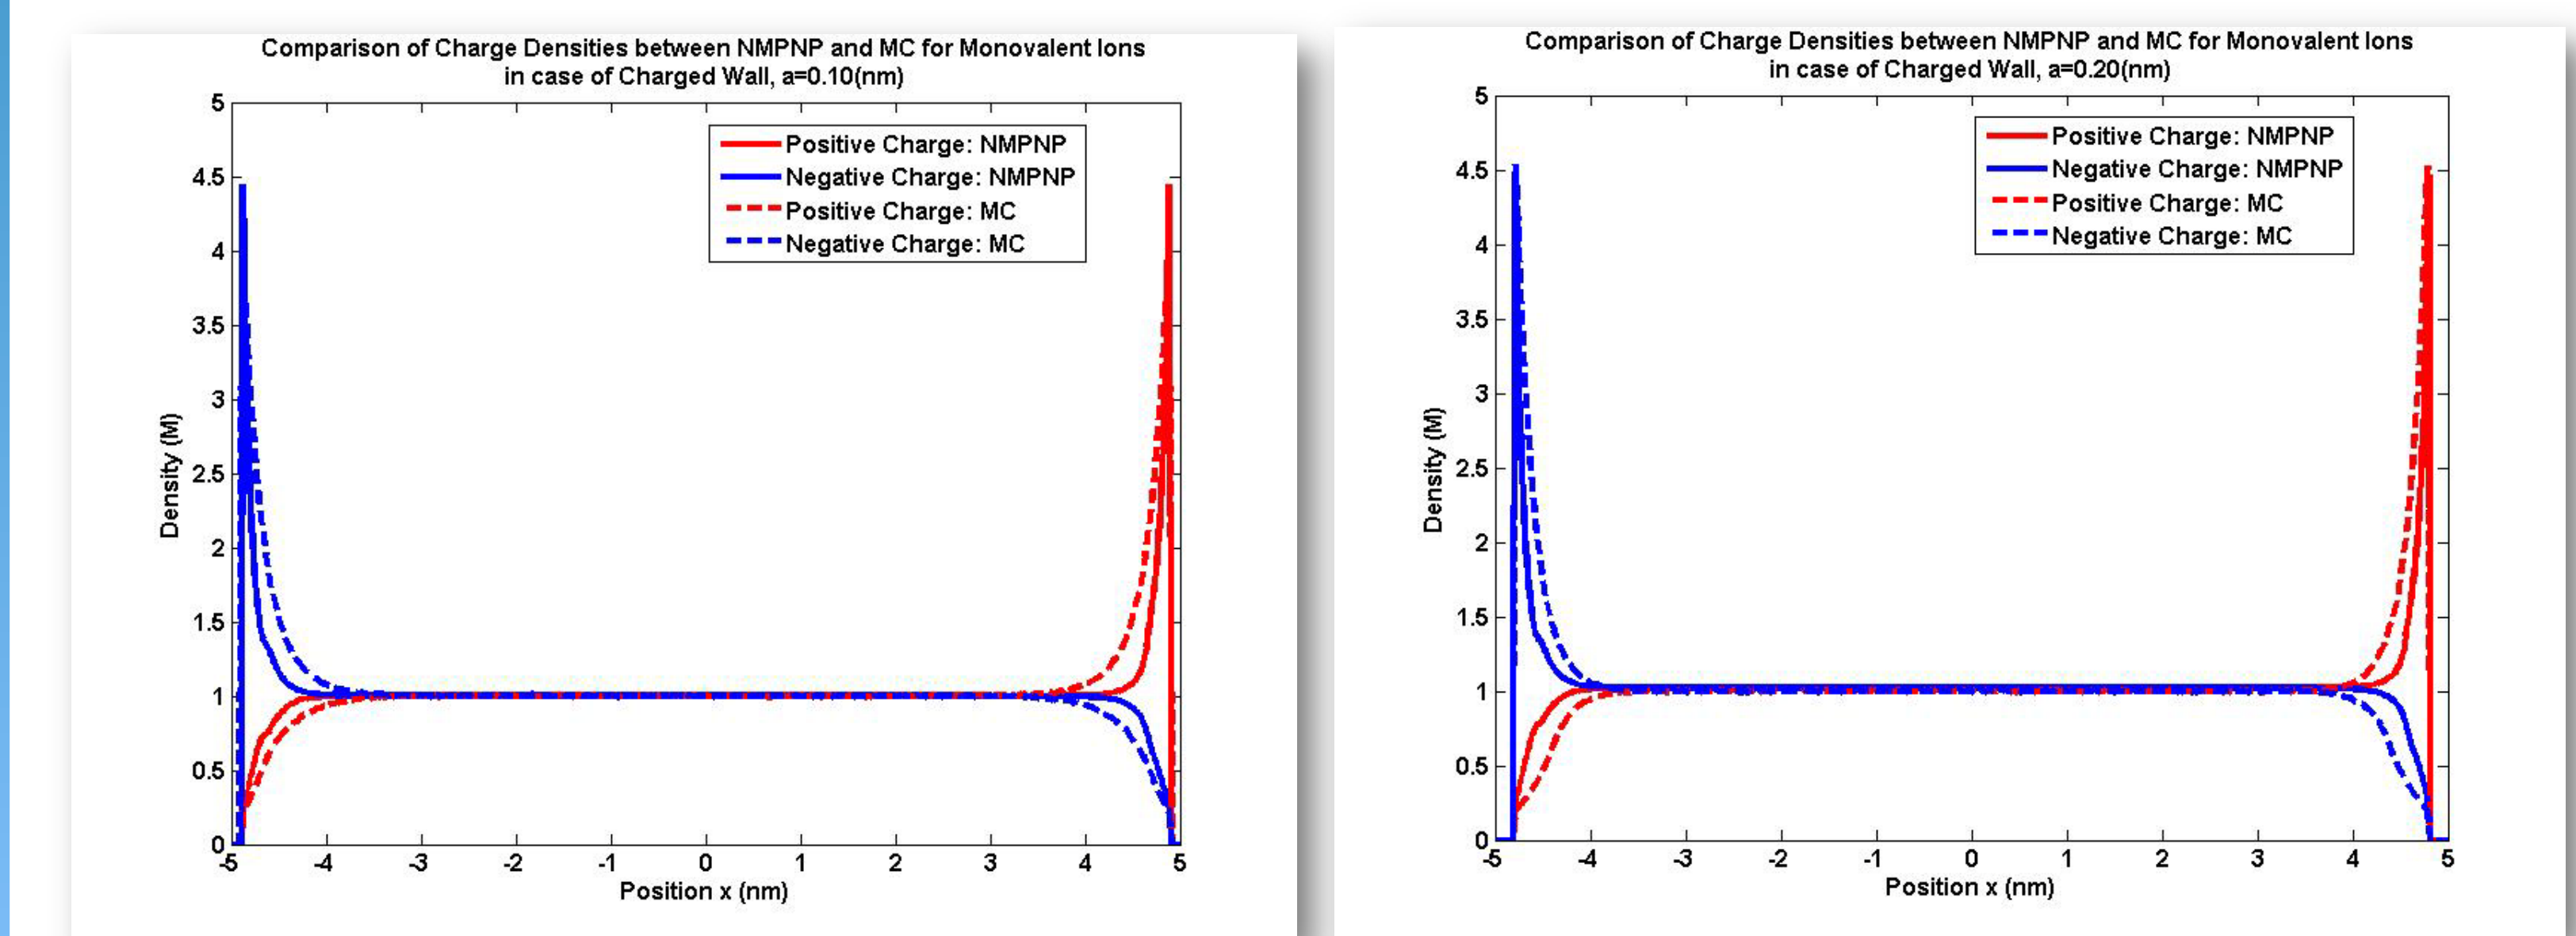 Comparison of Charge Densities between NMPNP and MC for Monovalent Ions
in case of Charged Wall, a=0.10(nm)
5
4.5
4
3.5
3
2.5
2
1.5
1
0.5
0
Density (M)
Positive Charge: NMPNP
Negative Charge: NMPNP
Positive Charge: MC
Negative Charge: MC
-5 -4 -3 -2 -1 0 1 2 3 4 5
Position x (nm)
Comparison of Charge Densities between NMPNP and MC for Monovalent Ions
in case of Charged Wall, a=0.20(nm)
5
4.5
4
3.5
3
2.5
2
1.5
1
0.5
0
Density (M)
Positive Charge: NMPNP
Negative Charge: NMPNP
Positive Charge: MC
Negative Charge: MC
-5 -4 -3 -2 -1 0 1 2 3 4 5
Position x (nm)